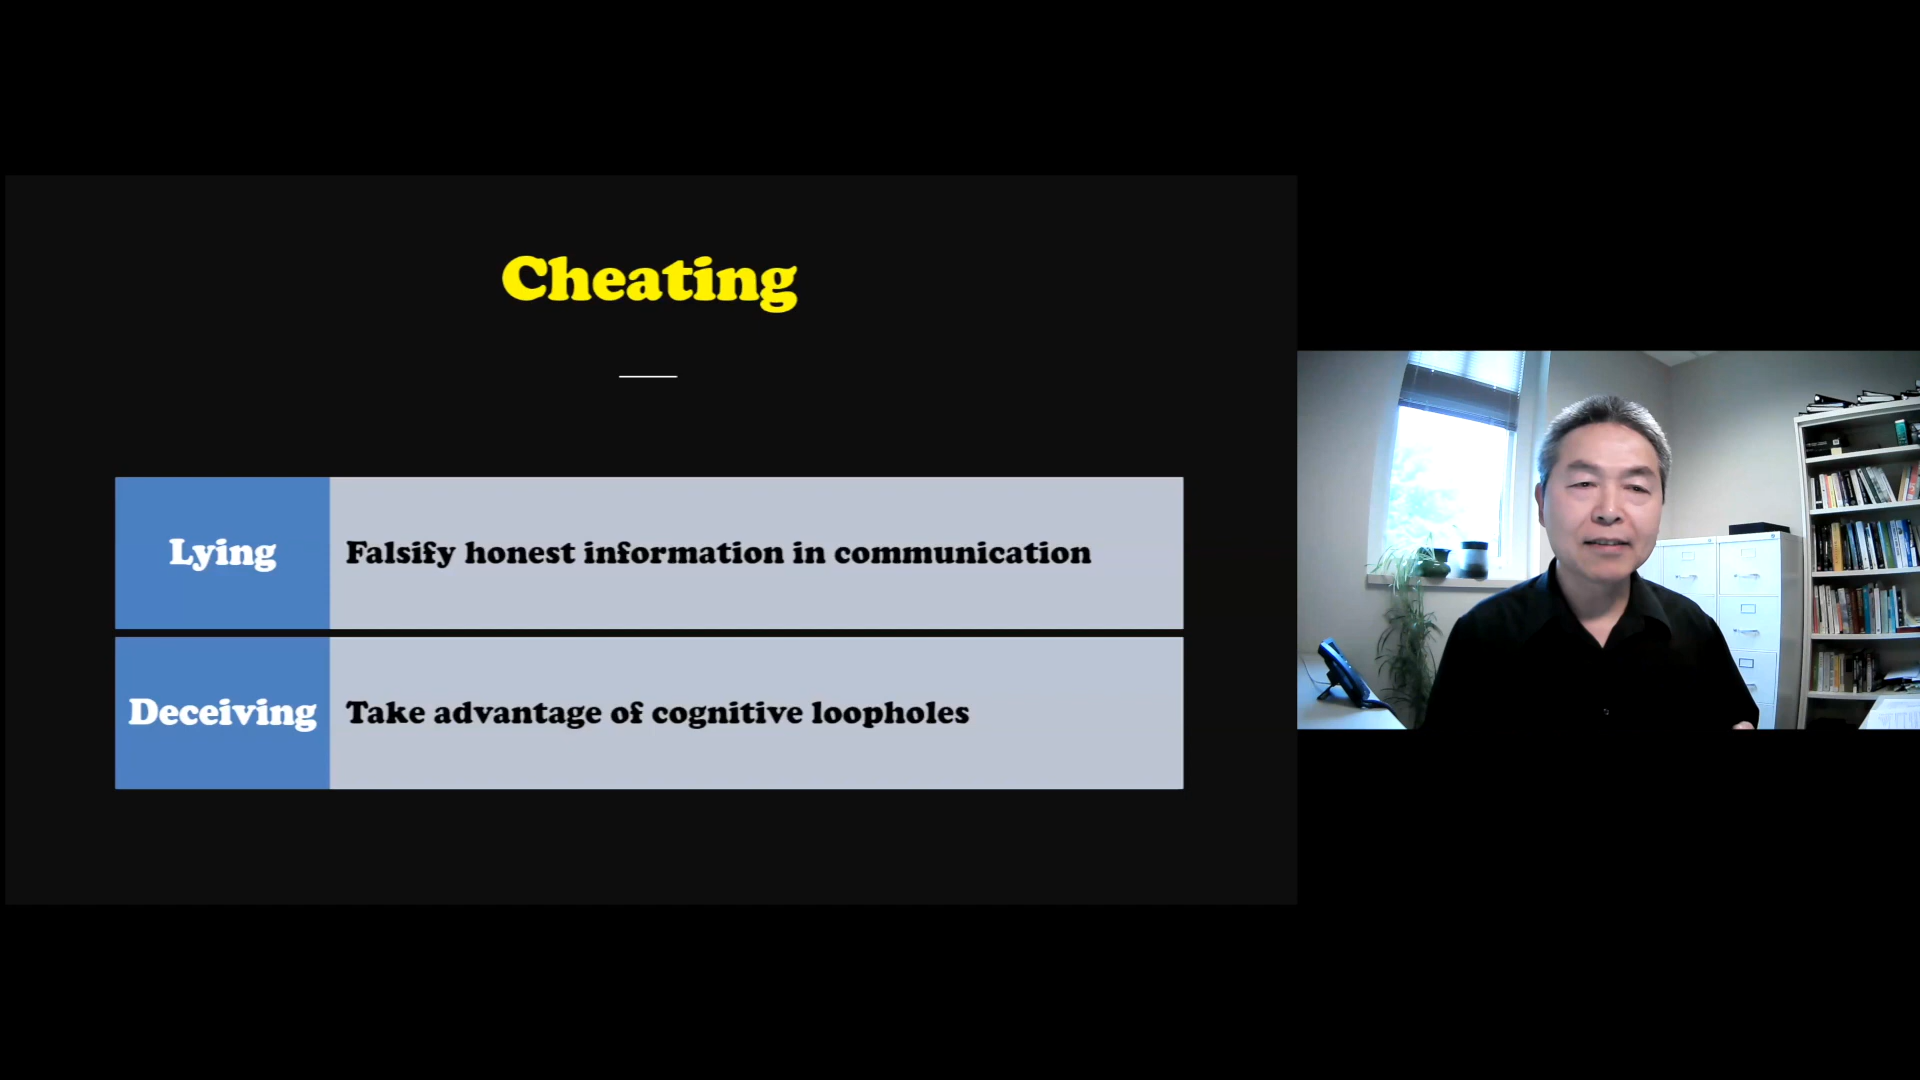 Cheating
Lying
Falsify honest information in communication
Deceiving
Take advantage of cognitive loopholes